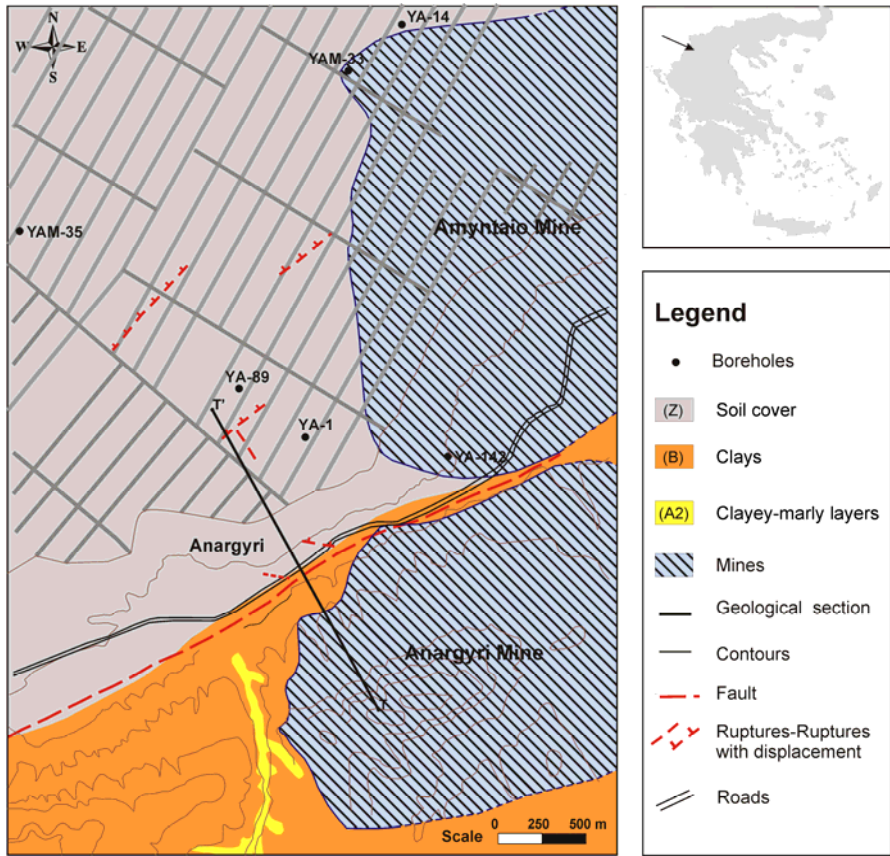 N
W E
S
YA-14
YAM-33
YAM-35
Amyntaio Mine
YA-89
T'
YA-1
YA-142
Anargyri
Anargyri Mine
T
Scale 0 250 500 m
Legend
Boreholes
(Z) Soil cover
(B) Clays
(A2) Clayey-marly layers
Mines
Geological section
Contours
Fault
Ruptures-Ruptures
with displacement
Roads